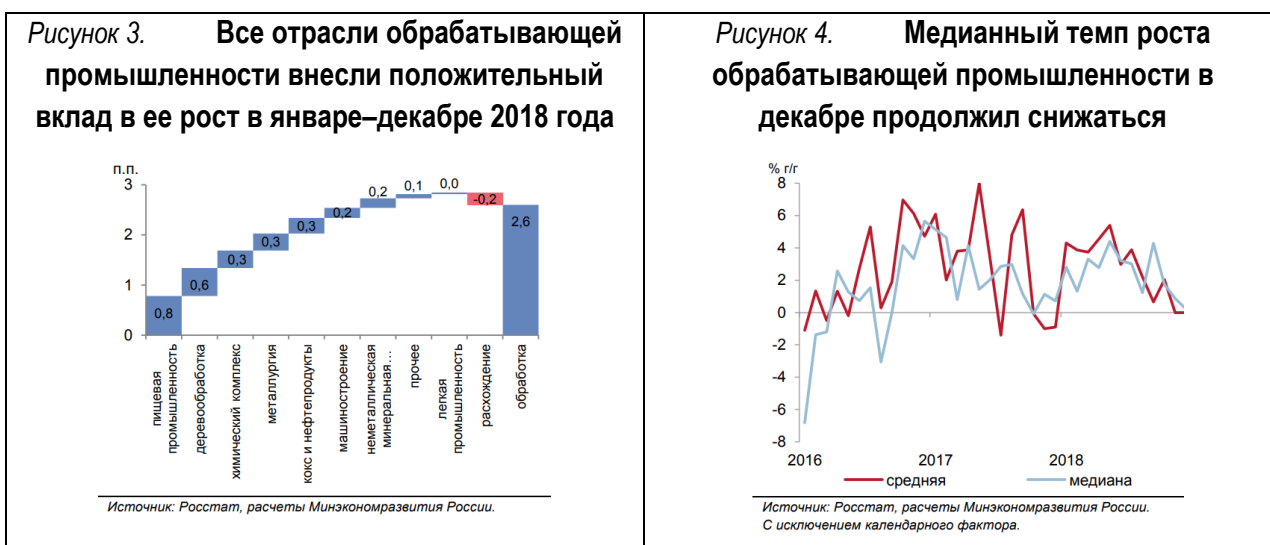 Рисунок 3. Все отрасли обрабатывающей
промышленности внесли положительный
вклад в ее рост в январе–декабре 2018 года
п.п.
3
2
1
0
0,8
0,6
0,3
0,3
0,3
0,2
0,2
0,1
0,0
-0,2
2,6
пищевая
промышленность
деревообработка
химический комплекс
металлургия
кокс и нефтепродукты
машиностроение
неметаллическая
минеральная…
прочее
легкая
промышленность
расхождение
обработка
Источник: Росстат, расчеты Минэкономразвития России.
Рисунок 4. Медианный темп роста
обрабатывающей промышленности в
декабре продолжил снижаться
% г/г
8
6
4
2
0
-2
-4
-6
-8
2016 2017 2018
средняя медиана
Источник: Росстат, расчеты Минэкономразвития России.
С исключением календарного фактора.